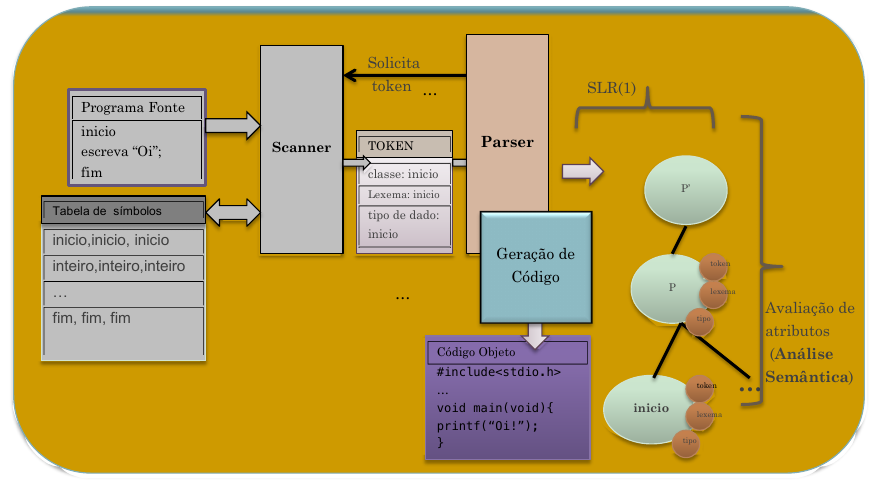 Solicita
token ...
SLR(1)
Programa Fonte
inicio
escreva “Oi”;
fim
Scanner
TOKEN
classe: inicio
Lexema: inicio
tipo de dado:
inicio
Parser
Tabela de símbolos
inicio,inicio, inicio
inteiro,inteiro,inteiro
...
fim, fim, fim
Geração de
Código
...
Código Objeto
#include<stdio.h>
...
void main(void){
printf(“Oi!”);
}
P'
P
token
lexema
tipo
inicio
token
lexema
tipo
...
Avaliação de
atributos
(Análise
Semântica)